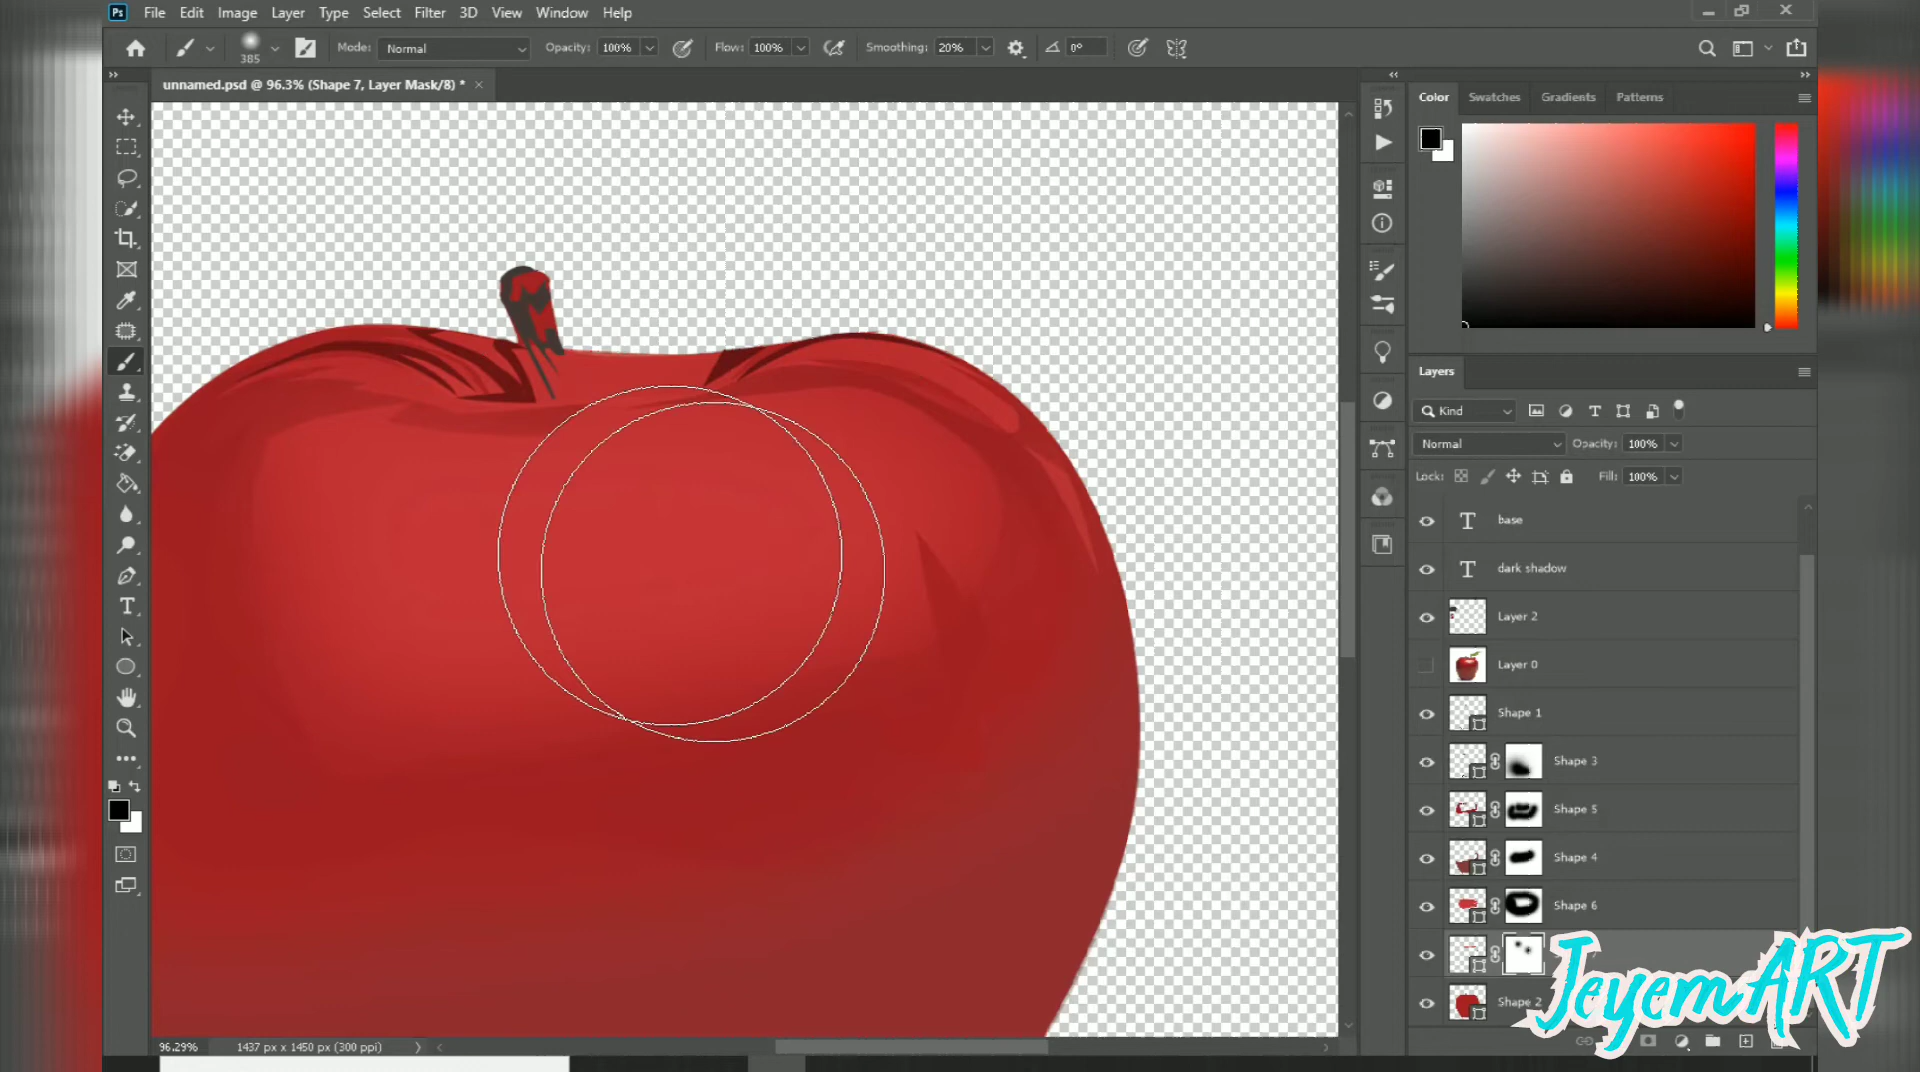 Ps File Edit Image Layer Type Select Filter 3D View Window Help
385 Mode: Normal Opacity: 100% Flow: 100% Smoothing: 20% 0°
unnamed.psd @ 96.3% (Shape 7, Layer Mask/8) *
Color Swatches Gradients Patterns
Layers
Kind
Normal Opacity: 100%
Lock: Fill: 100%
T base
T dark shadow
Layer 2
Layer 0
Shape 1
Shape 3
Shape 5
Shape 4
Shape 6
Shape 2
JeyemART
96.29% 1437 px x 1450 px (300 ppi)